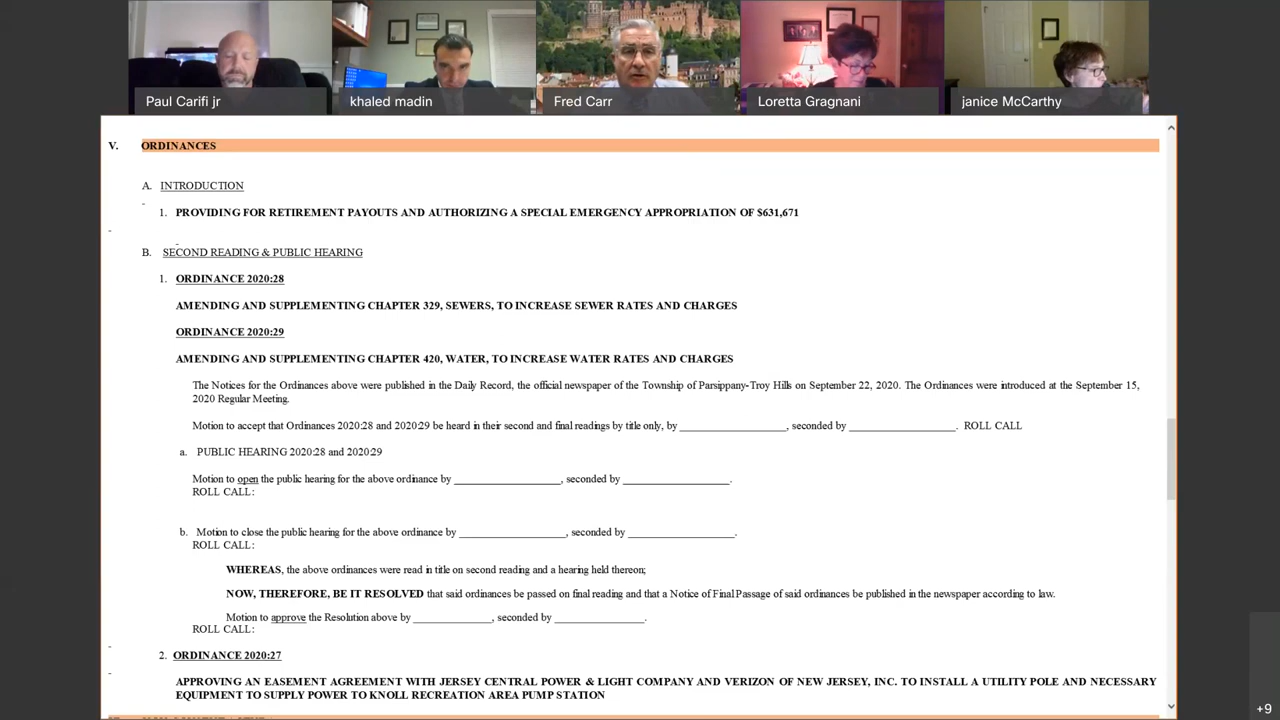 Paul Carifi jr
khaled madin
Fred Carr
Loretta Gragnani
janice McCarthy
V. ORDINANCES
A. INTRODUCTION
1. PROVIDING FOR RETIREMENT PAYOUTS AND AUTHORIZING A SPECIAL EMERGENCY APPROPRIATION OF $631,671
B. SECOND READING & PUBLIC HEARING
1. ORDINANCE 2020:28
AMENDING AND SUPPLEMENTING CHAPTER 329, SEWERS, TO INCREASE SEWER RATES AND CHARGES
ORDINANCE 2020:29
AMENDING AND SUPPLEMENTING CHAPTER 420, WATER, TO INCREASE WATER RATES AND CHARGES
The Notices for the Ordinances above were published in the Daily Record, the official newspaper of the Township of Parsippany-Troy Hills on September 22, 2020. The Ordinances were introduced at the September 15,
2020 Regular Meeting.
Motion to accept that Ordinances 2020:28 and 2020:29 be heard in their second and final readings by title only, by ____________________, seconded by ____________________. ROLL CALL
a. PUBLIC HEARING 2020:28 and 2020:29
Motion to open the public hearing for the above ordinance by ____________________, seconded by ____________________.
ROLL CALL:
b. Motion to close the public hearing for the above ordinance by ____________________, seconded by ____________________.
ROLL CALL:
WHEREAS, the above ordinances were read in title on second reading and a hearing held thereon;
NOW, THEREFORE, BE IT RESOLVED that said ordinances be passed on final reading and that a Notice of Final Passage of said ordinances be published in the newspaper according to law.
Motion to approve the Resolution above by _______________, seconded by _________________.
ROLL CALL:
2. ORDINANCE 2020:27
APPROVING AN EASEMENT AGREEMENT WITH JERSEY CENTRAL POWER & LIGHT COMPANY AND VERIZON OF NEW JERSEY, INC. TO INSTALL A UTILITY POLE AND NECESSARY
EQUIPMENT TO SUPPLY POWER TO KNOLL RECREATION AREA PUMP STATION
+9